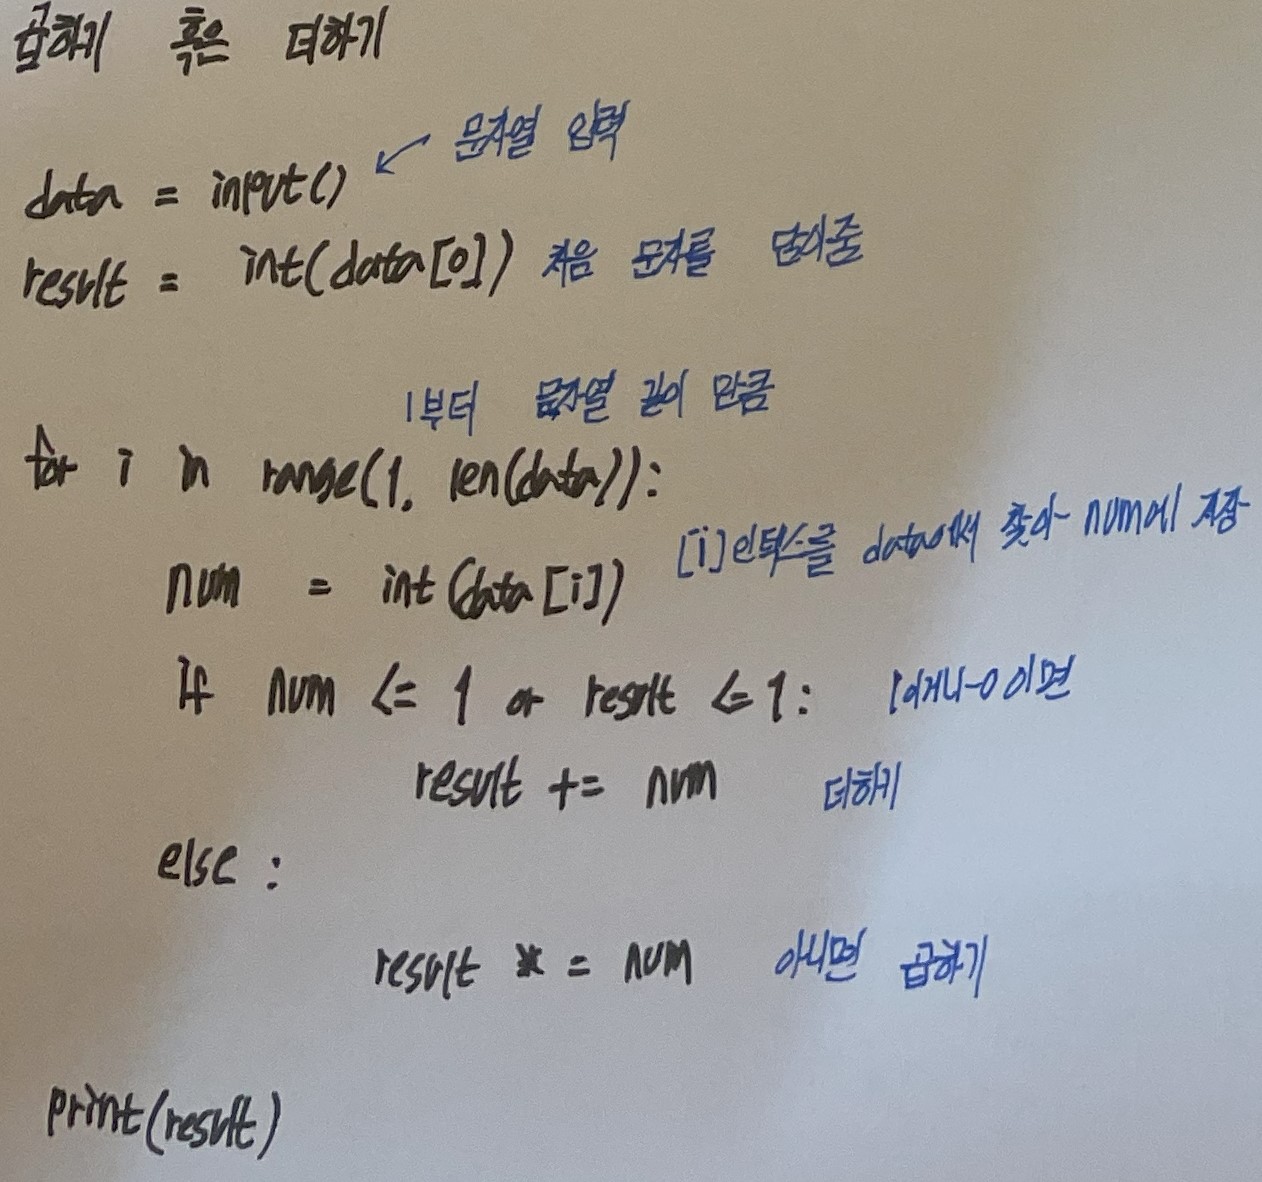 곱하기 혹은 더하기
문자열 입력
data = input()
result = int(data[0]) 처음 문자를 담아줌
1부터 문자열 길이 만큼
for i in range(1, len(data)):
num = int(data[i]) [i]인덱스를 data에서 찾아 num에 저장
if num <= 1 or result <= 1: 1이거나 0이면
result += num 더하기
else :
result *= num 아니면 곱하기
print(result)